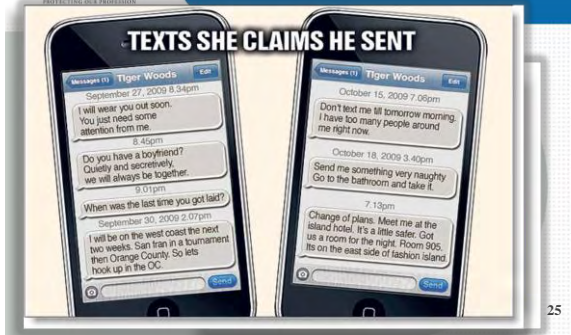 PROTECTING OUR PROFESSION
TEXTS SHE CLAIMS HE SENT
Messages (1) Tiger Woods Edit
September 27, 2009 8.34pm
I will wear you out soon.
You just need some
attention from me.
8.45pm
Do you have a boyfriend?
Quietly and secretively,
we will always be together.
9.01pm
When was the last time you got laid?
September 30, 2009 2.07pm
I will be on the west coast the next
two weeks. San fran in a tournament
then Orange County. So lets
hook up in the OC.
Send
Messages (1) Tiger Woods Edit
October 15, 2009 7.06pm
Don't text me till tomorrow morning.
I have too many people around
me right now.
October 18, 2009 3.40pm
Send me something very naughty
Go to the bathroom and take it.
7.13pm
Change of plans. Meet me at the
island hotel. It's a little safer. Got
us a room for the night. Room 905.
Its on the east side of fashion island
Send
25